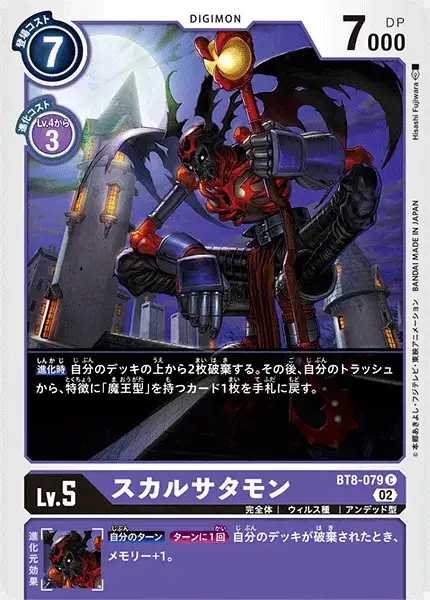 登場コスト
7
DIGIMON
7000
DP
進化コスト
Lv.4から
3
Hisashi Fujiwara
BANDAI MADE IN JAPAN
© 本郷あきよし・フジテレビ・東映アニメーション
進化時 自分のデッキの上から2枚破棄する。その後、自分のトラッシュ
から、特徴に「魔王型」を持つカード1枚を手札に戻す。
BT8-079 C
Lv.5
スカルサタモン
02
完全体 | ウィルス種 | アンデッド型
進化元効果
自分のターン ターンに1回 自分のデッキが破棄されたとき、
メモリー+1。